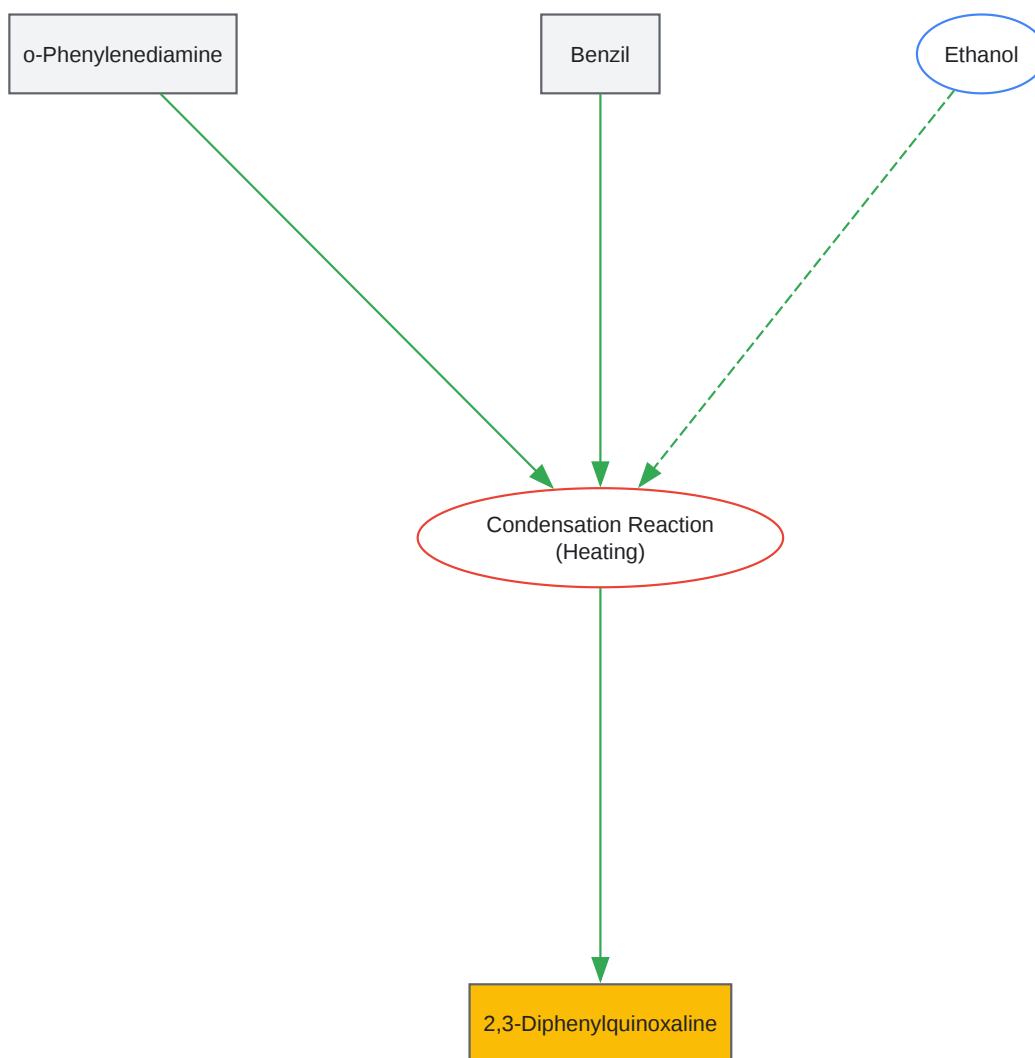 o-Phenylenediamine
Benzil
Ethanol
Condensation Reaction
(Heating)
2,3-Diphenylquinoxaline